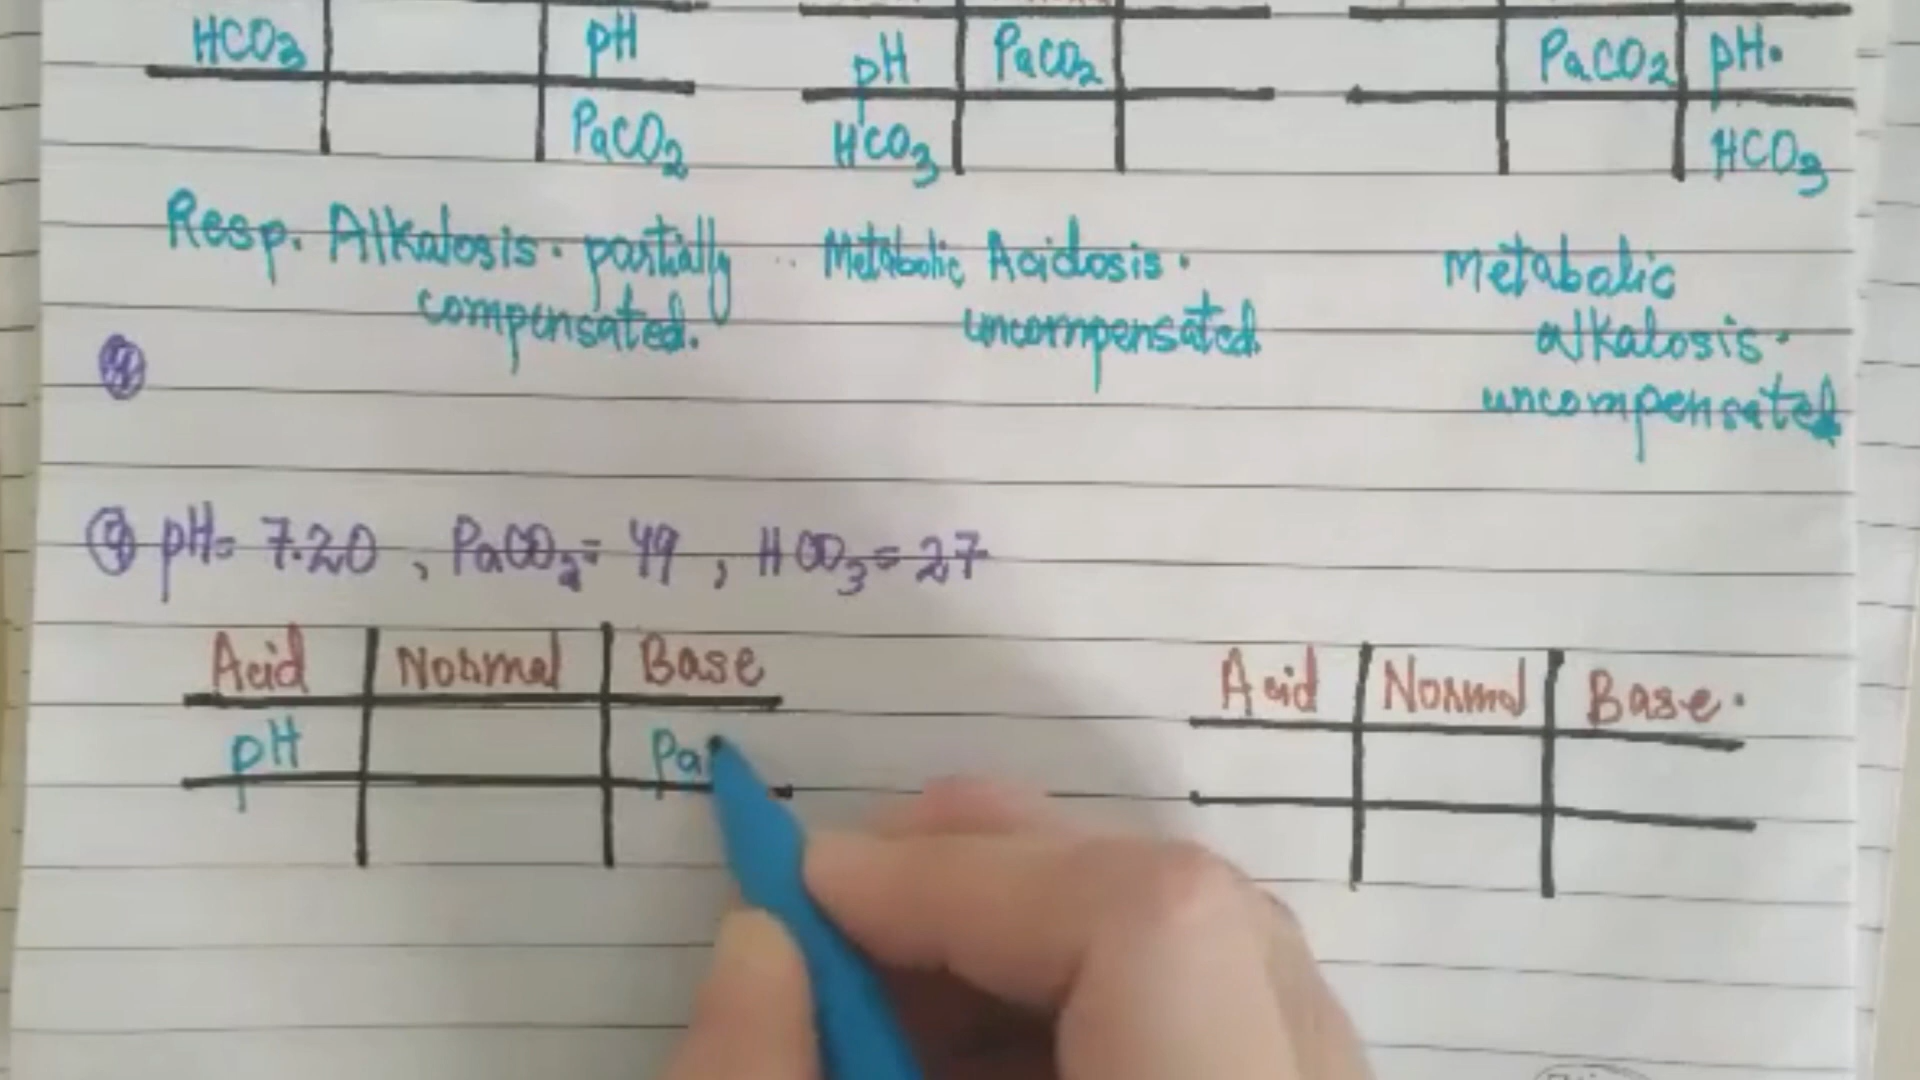 HCO3 pH
PaCO2
pH PaCO2
HCO3
PaCO2 pH.
HCO3
Resp. Alkalosis. partially
compensated.
Metabolic Acidosis.
uncompensated.
Metabolic
alkalosis.
uncompensated
pH= 7.20, PaCO2= 49, HCO3= 27
Acid Normal Base
pH Pa
Acid Normal Base.